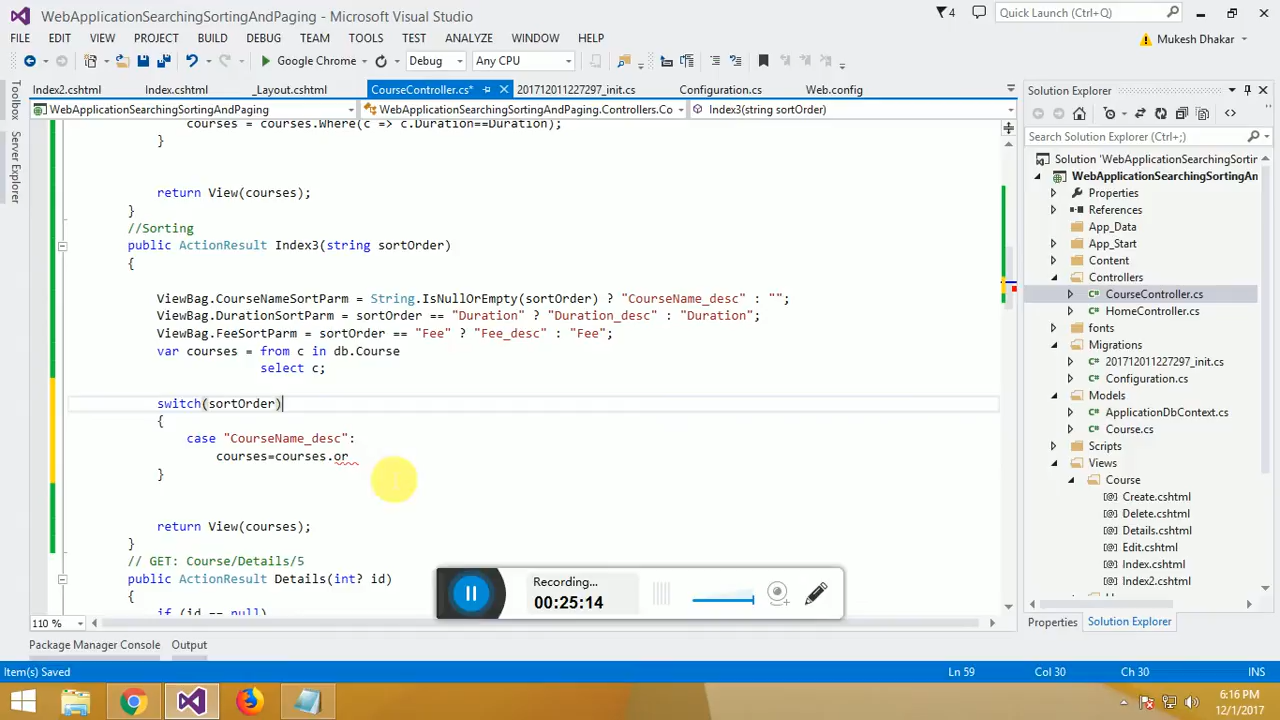 WebApplicationSearchingSortingAndPaging - Microsoft Visual Studio
4
Quick Launch (Ctrl+Q)
FILE EDIT VIEW PROJECT BUILD DEBUG TEAM TOOLS TEST ANALYZE WINDOW HELP
Mukesh Dhakar
Google Chrome Debug Any CPU
Index2.cshtml Index.cshtml _Layout.cshtml CourseController.cs* 201712011227297_init.cs Configuration.cs Web.config
Solution Explorer
WebApplicationSearchingSortingAndPaging WebApplicationSearchingSortingAndPaging.Controllers.Co Index3(string sortOrder)
Toolbox
Server Explorer
courses = courses.Where(c => c.Duration==Duration);
}
return View(courses);
}
//Sorting
public ActionResult Index3(string sortOrder)
{
ViewBag.CourseNameSortParm = String.IsNullOrEmpty(sortOrder) ? "CourseName_desc" : "";
ViewBag.DurationSortParm = sortOrder == "Duration" ? "Duration_desc" : "Duration";
ViewBag.FeeSortParm = sortOrder == "Fee" ? "Fee_desc" : "Fee";
var courses = from c in db.Course
select c;
switch(sortOrder)
{
case "CourseName_desc":
courses=courses.or
}
return View(courses);
}
// GET: Course/Details/5
public ActionResult Details(int? id)
{
if (id == null)
Search Solution Explorer (Ctrl+;)
Solution 'WebApplicationSearchingSortir
WebApplicationSearchingSortingAn
Properties
References
App_Data
App_Start
Content
Controllers
CourseController.cs
HomeController.cs
fonts
Migrations
201712011227297_init.cs
Configuration.cs
Models
ApplicationDbContext.cs
Course.cs
Scripts
Views
Course
Create.cshtml
Delete.cshtml
Details.cshtml
Edit.cshtml
Index.cshtml
Index2.cshtml
Recording...
00:25:14
110 %
Properties Solution Explorer
Package Manager Console Output
Item(s) Saved Ln 59 Col 30 Ch 30 INS
6:16 PM
12/1/2017